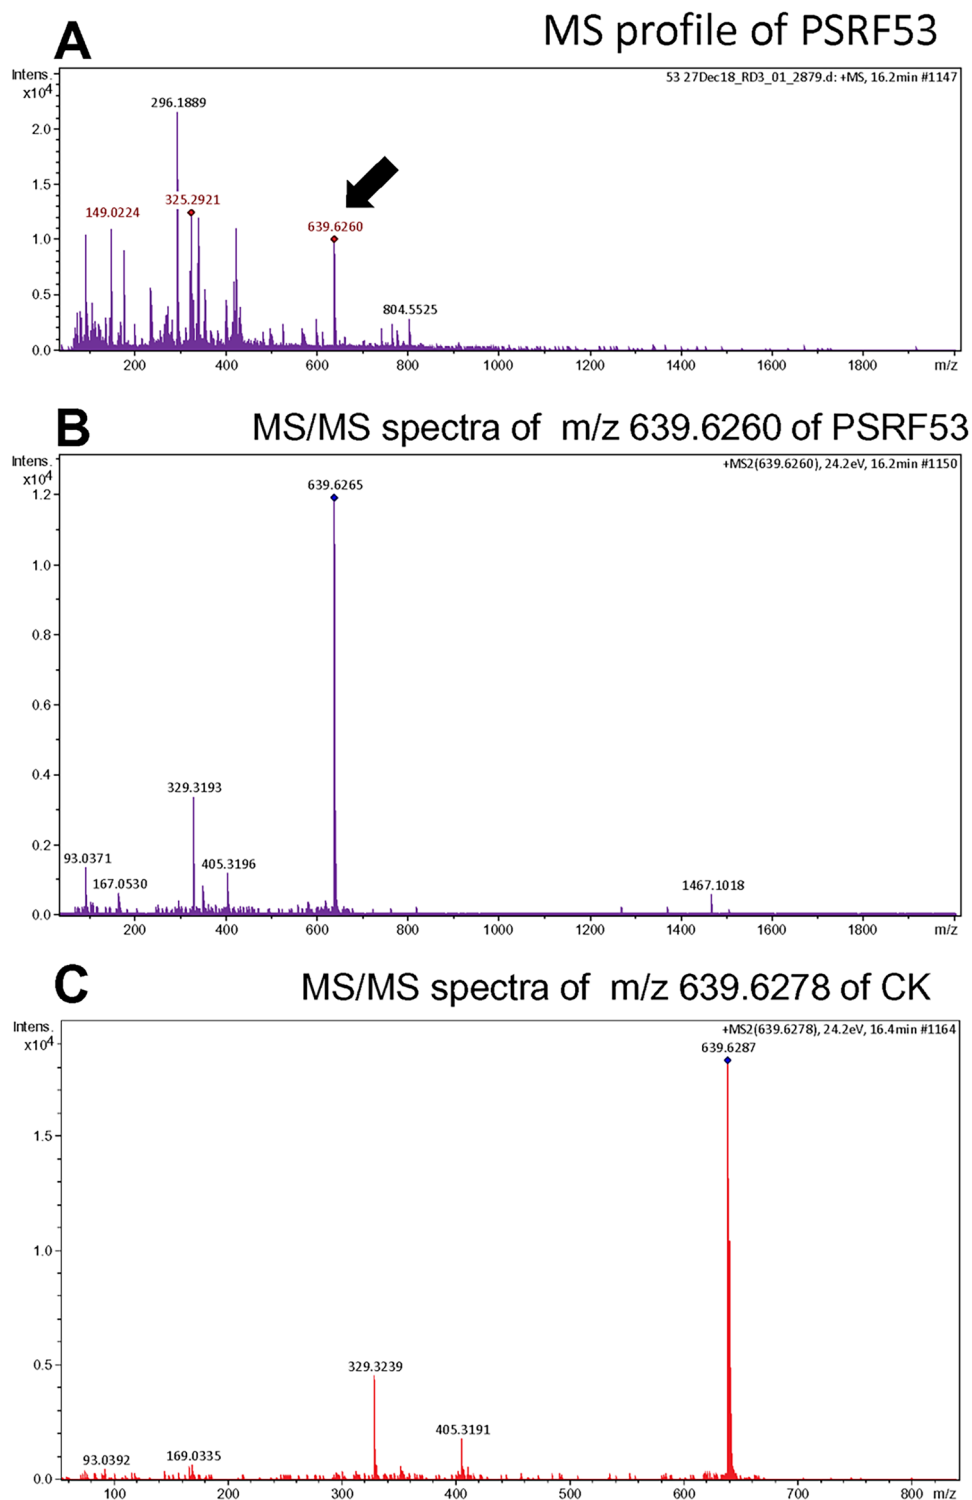 A
MS profile of PSRF53
Intens.
x10⁴
53 27Dec18_RD3_01_2879.d: +MS, 16.2min #1147
296.1889
2.0
1.5
325.2921
149.0224
639.6260
1.0
0.5
804.5525
0.0
200 400 600 800 1000 1200 1400 1600 1800 m/z
B
MS/MS spectra of m/z 639.6260 of PSRF53
Intens.
x10⁴
+MS2(639.6260), 24.2eV, 16.2min #1150
639.6265
1.2
1.0
0.8
0.6
0.4
329.3193
0.2
93.0371
405.3196
167.0530
1467.1018
0.0
200 400 600 800 1000 1200 1400 1600 1800 m/z
C
MS/MS spectra of m/z 639.6278 of CK
Intens.
x10⁴
+MS2(639.6278), 24.2eV, 16.4min #1164
639.6287
1.5
1.0
0.5
329.3239
405.3191
93.0392
169.0335
0.0
100 200 300 400 500 600 700 800 m/z